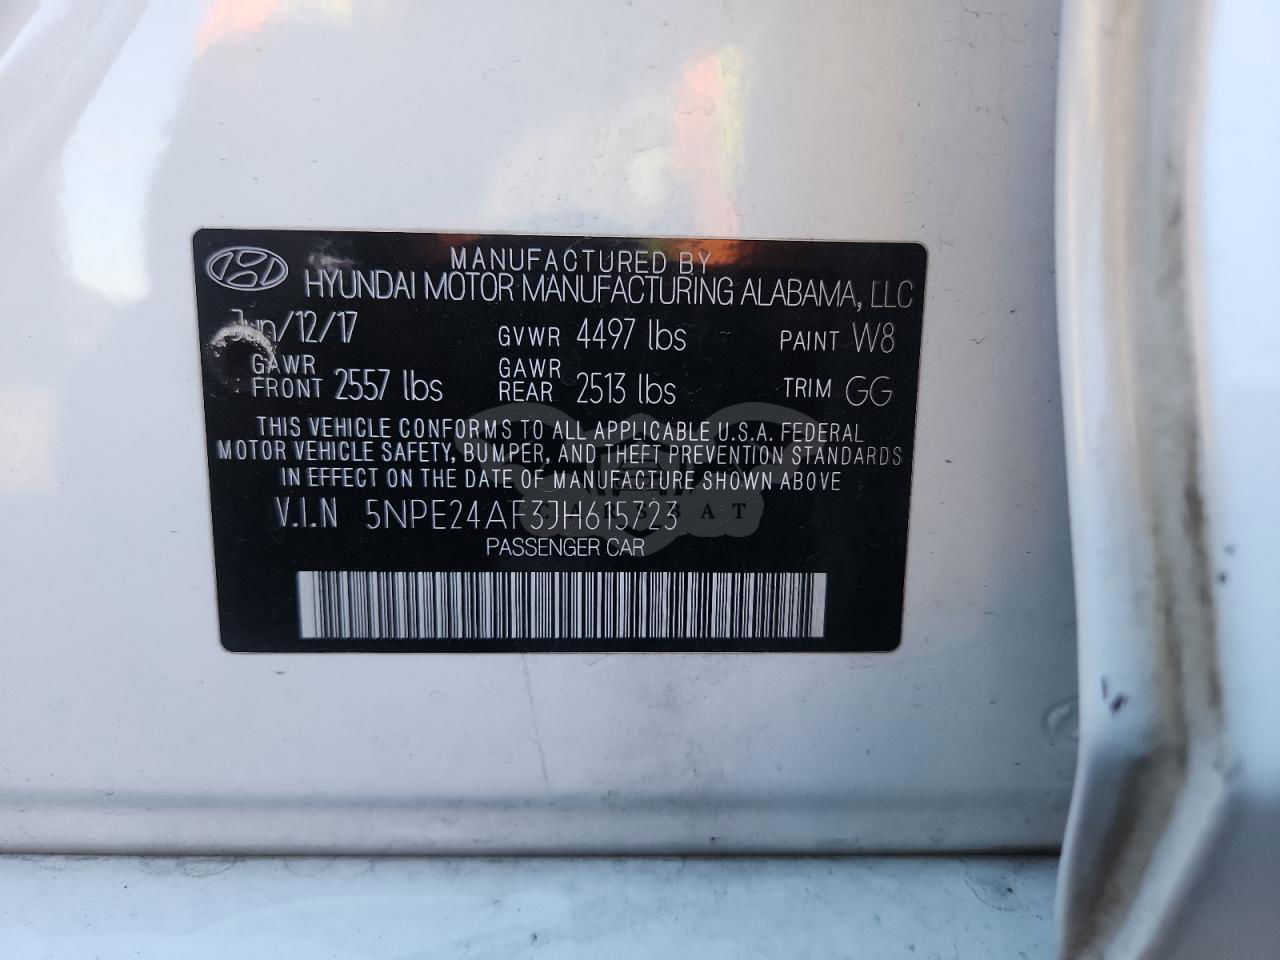 MANUFACTURED BY
HYUNDAI MOTOR MANUFACTURING ALABAMA, LLC
Jun/12/17 GVWR 4497 lbs PAINT W8
GAWR FRONT 2557 lbs GAWR REAR 2513 lbs TRIM GG
THIS VEHICLE CONFORMS TO ALL APPLICABLE U.S.A. FEDERAL
MOTOR VEHICLE SAFETY, BUMPER, AND THEFT PREVENTION STANDARDS
IN EFFECT ON THE DATE OF MANUFACTURE SHOWN ABOVE
V.I.N 5NPE24AF3JH615723
PASSENGER CAR